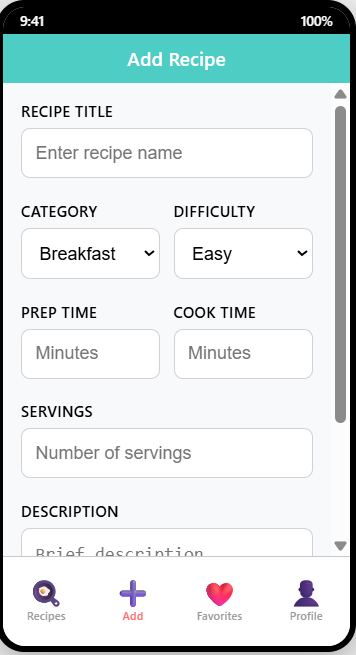 9:41 100%
Add Recipe
RECIPE TITLE
Enter recipe name
CATEGORY DIFFICULTY
Breakfast Easy
PREP TIME COOK TIME
Minutes Minutes
SERVINGS
Number of servings
DESCRIPTION
Brief description
Recipes Add Favorites Profile